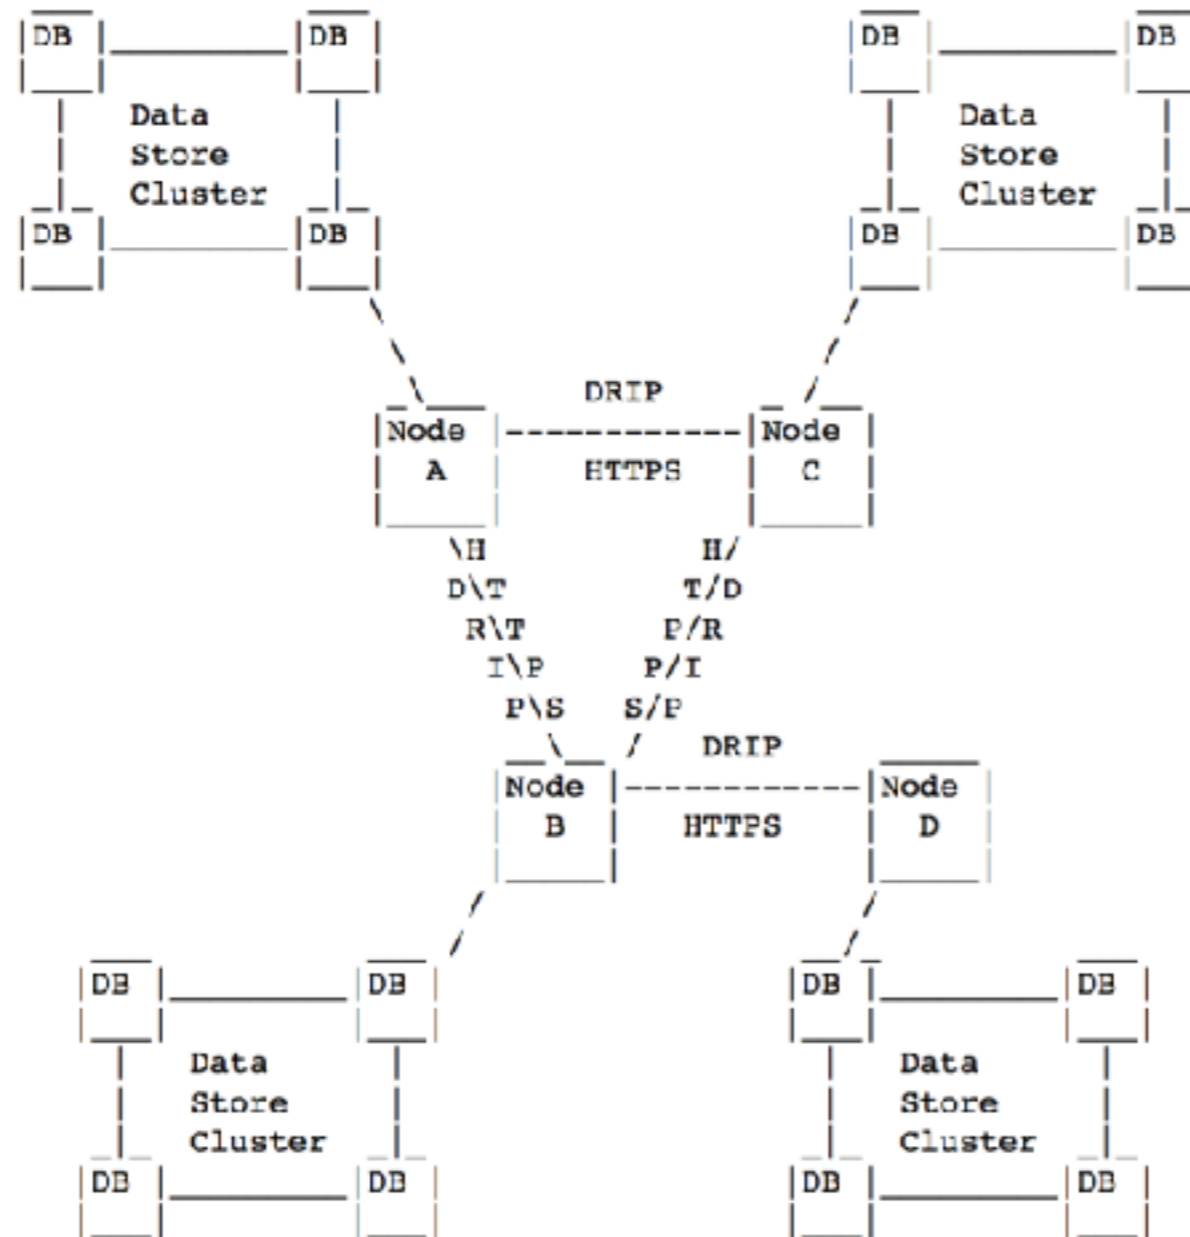 DB DB DB DB
Data Data
Store Store
Cluster Cluster
DB DB DB DB
DRIP
Node Node
A HTTPS C
\H H/
D\T T/D
R\T P/R
I\P P/I
P\S S/P
\ / DRIP
Node Node
B HTTPS D
DB DB DB DB
Data Data
Store Store
Cluster Cluster
DB DB DB DB